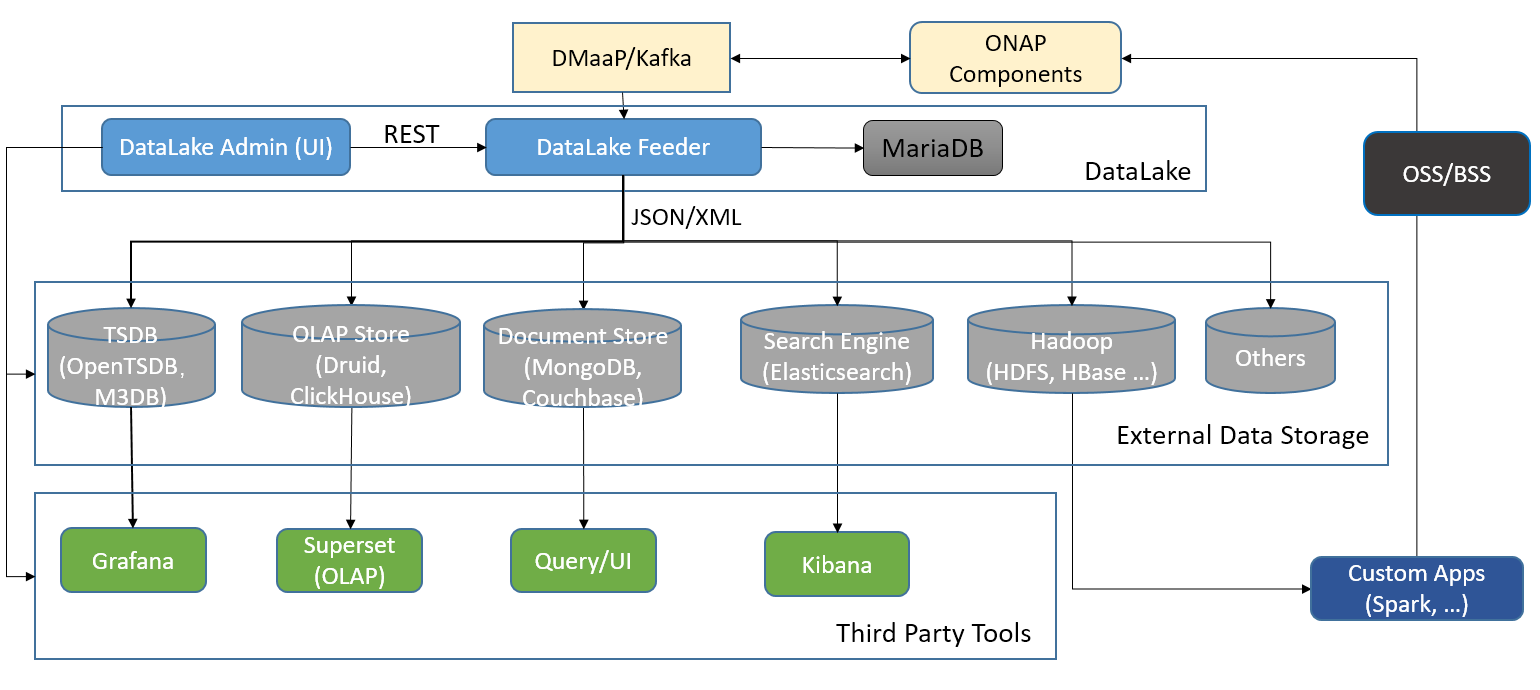 DMaaP/Kafka
ONAP
Components
DataLake Admin (UI)
REST
DataLake Feeder
MariaDB
DataLake
OSS/BSS
JSON/XML
TSDB
(OpenTSDB,
M3DB)
OLAP Store
(Druid,
ClickHouse)
Document Store
(MongoDB,
Couchbase)
Search Engine
(Elasticsearch)
Hadoop
(HDFS, HBase ...)
Others
External Data Storage
Grafana
Superset
(OLAP)
Query/UI
Kibana
Custom Apps
(Spark, ...)
Third Party Tools